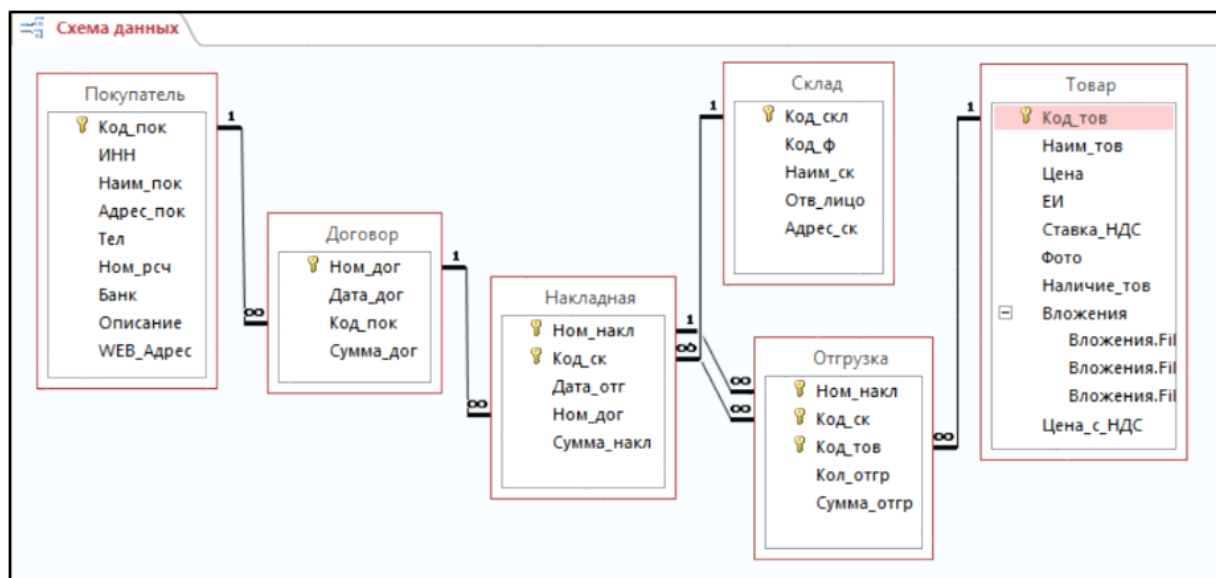 Схема данных
Покупатель
Код_пок
ИНН
Наим_пок
Адрес_пок
Тел
Ном_рсч
Банк
Описание
WEB_Адрес
1
∞
Договор
Ном_дог
Дата_дог
Код_пок
Сумма_дог
1
∞
Накладная
Ном_накл
Код_ск
Дата_отг
Ном_дог
Сумма_накл
1
∞
Склад
Код_скл
Код_ф
Наим_ск
Отв_лицо
Адрес_ск
1
∞
∞
Отгрузка
Ном_накл
Код_ск
Код_тов
Кол_отгр
Сумма_отгр
∞
1
Товар
Код_тов
Наим_тов
Цена
ЕИ
Ставка_НДС
Фото
Наличие_тов
Вложения
Вложения.Fil
Вложения.Fil
Вложения.Fil
Цена_с_НДС